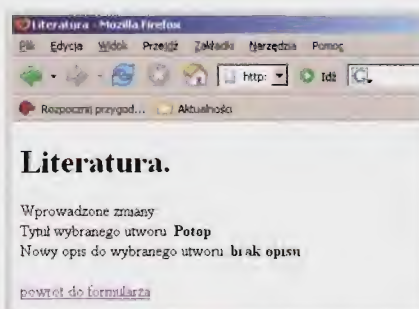 Literatura - Mozilla Firefox
Plik Edycja Widok Przejdź Zakładki Narzędzia Pomoc
http: Idź
Rozpocznij przygod... Aktualności
Literatura.
Wprowadzone zmiany
Tytuł wybranego utworu Potop
Nowy opis do wybranego utworu brak opisu
powrót do formularza